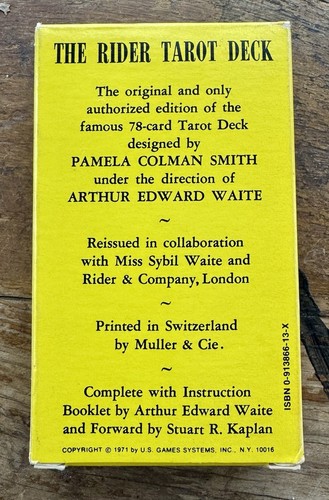 THE RIDER TAROT DECK
The original and only
authorized edition of the
famous 78-card Tarot Deck
designed by
PAMELA COLMAN SMITH
under the direction of
ARTHUR EDWARD WAITE
~
Reissued in collaboration
with Miss Sybil Waite and
Rider & Company, London
~
Printed in Switzerland
by Muller & Cie.
~
Complete with Instruction
Booklet by Arthur Edward Waite
and Forward by Stuart R. Kaplan
COPYRIGHT © 1971 by U.S. GAMES SYSTEMS, INC., N.Y. 10016
ISBN 0-913866-13-X